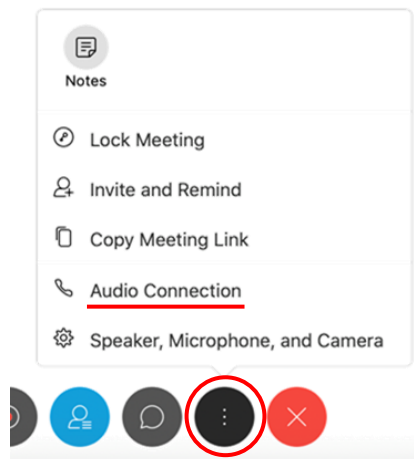 Notes
Lock Meeting
Invite and Remind
Copy Meeting Link
Audio Connection
Speaker, Microphone, and Camera